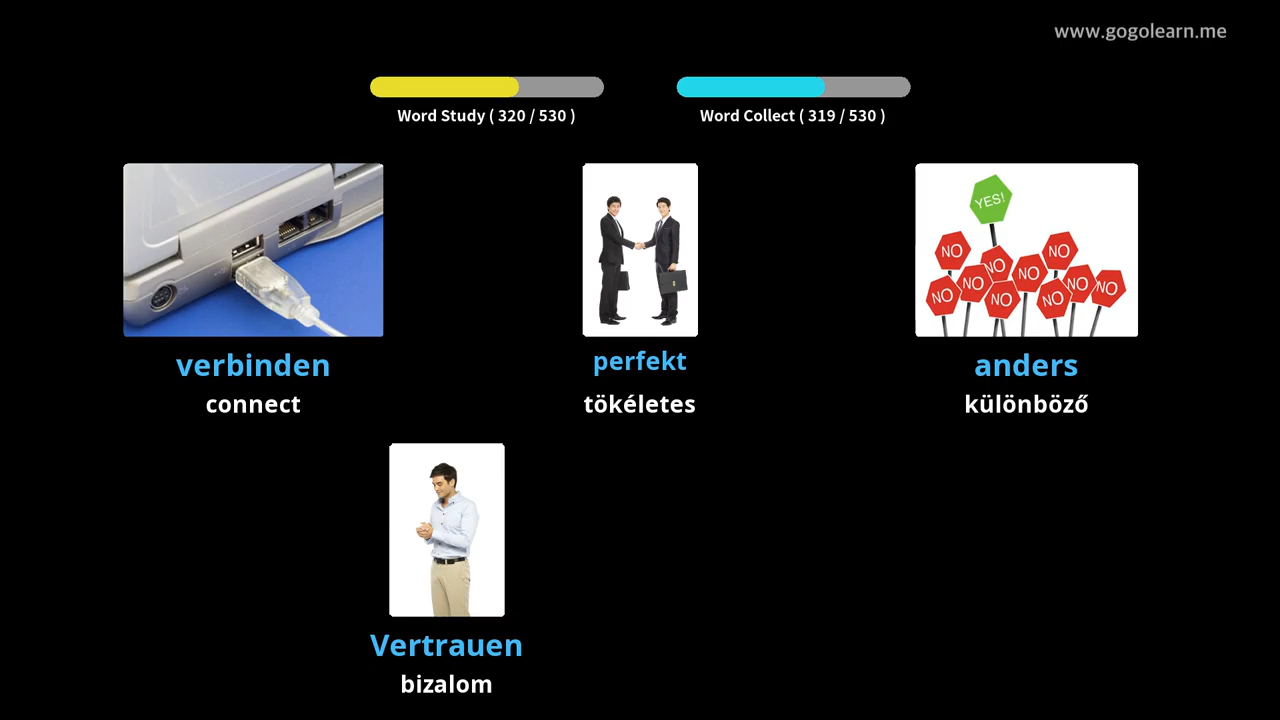 www.gogolearn.me
Word Study ( 320 / 530 )
Word Collect ( 319 / 530 )
YES!
NO
NO
NO
NO
NO
NO
NO
NO
NO
NO
verbinden
connect
perfekt
tökéletes
anders
különböző
Vertrauen
bizalom